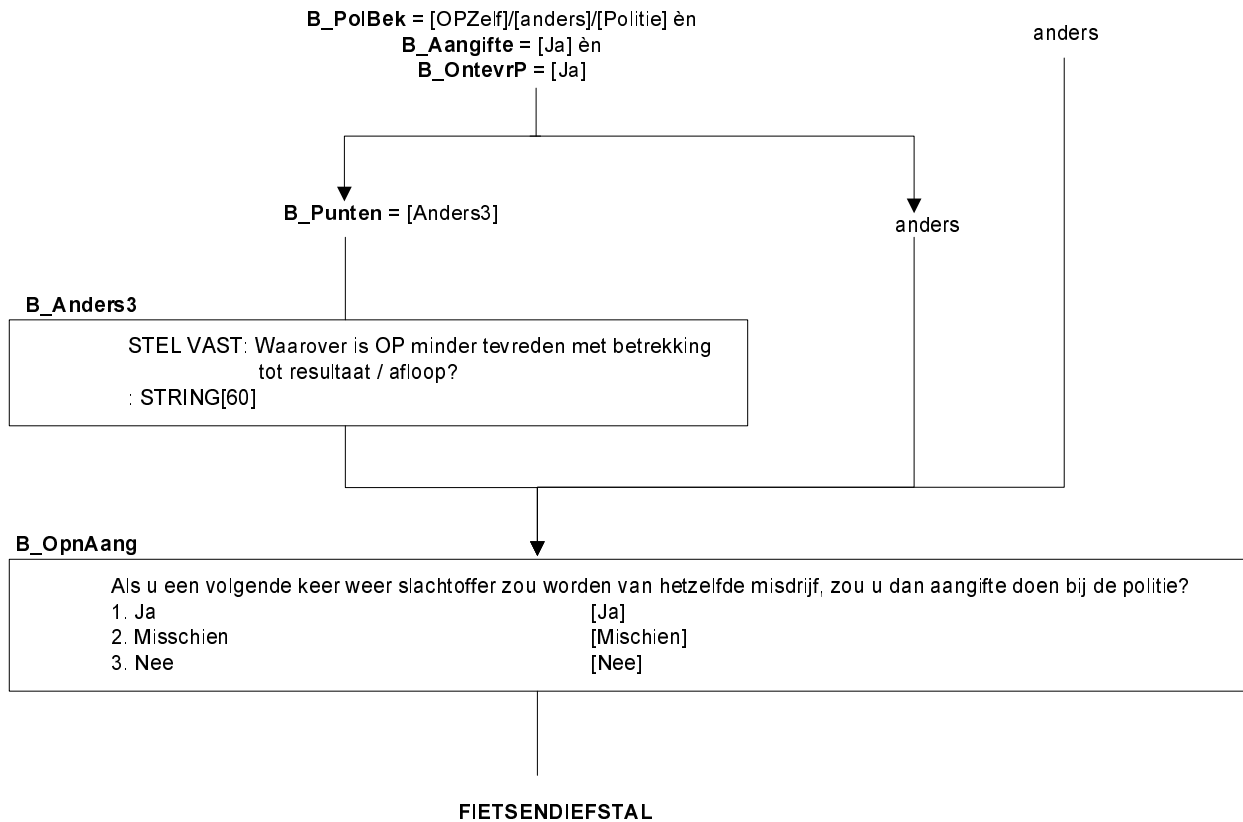 B_PolBek = [OPZelf]/[anders]/[Politie] èn
B_Aangifte = [Ja] èn
B_OntevrP = [Ja]
anders
B_Punten = [Anders3]
anders
B_Anders3
STEL VAST: Waarover is OP minder tevreden met betrekking
tot resultaat / afloop?
: STRING[60]
B_OpnAang
Als u een volgende keer weer slachtoffer zou worden van hetzelfde misdrijf, zou u dan aangifte doen bij de politie?
1. Ja [Ja]
2. Misschien [Mischien]
3. Nee [Nee]
FIETSENDIEFSTAL